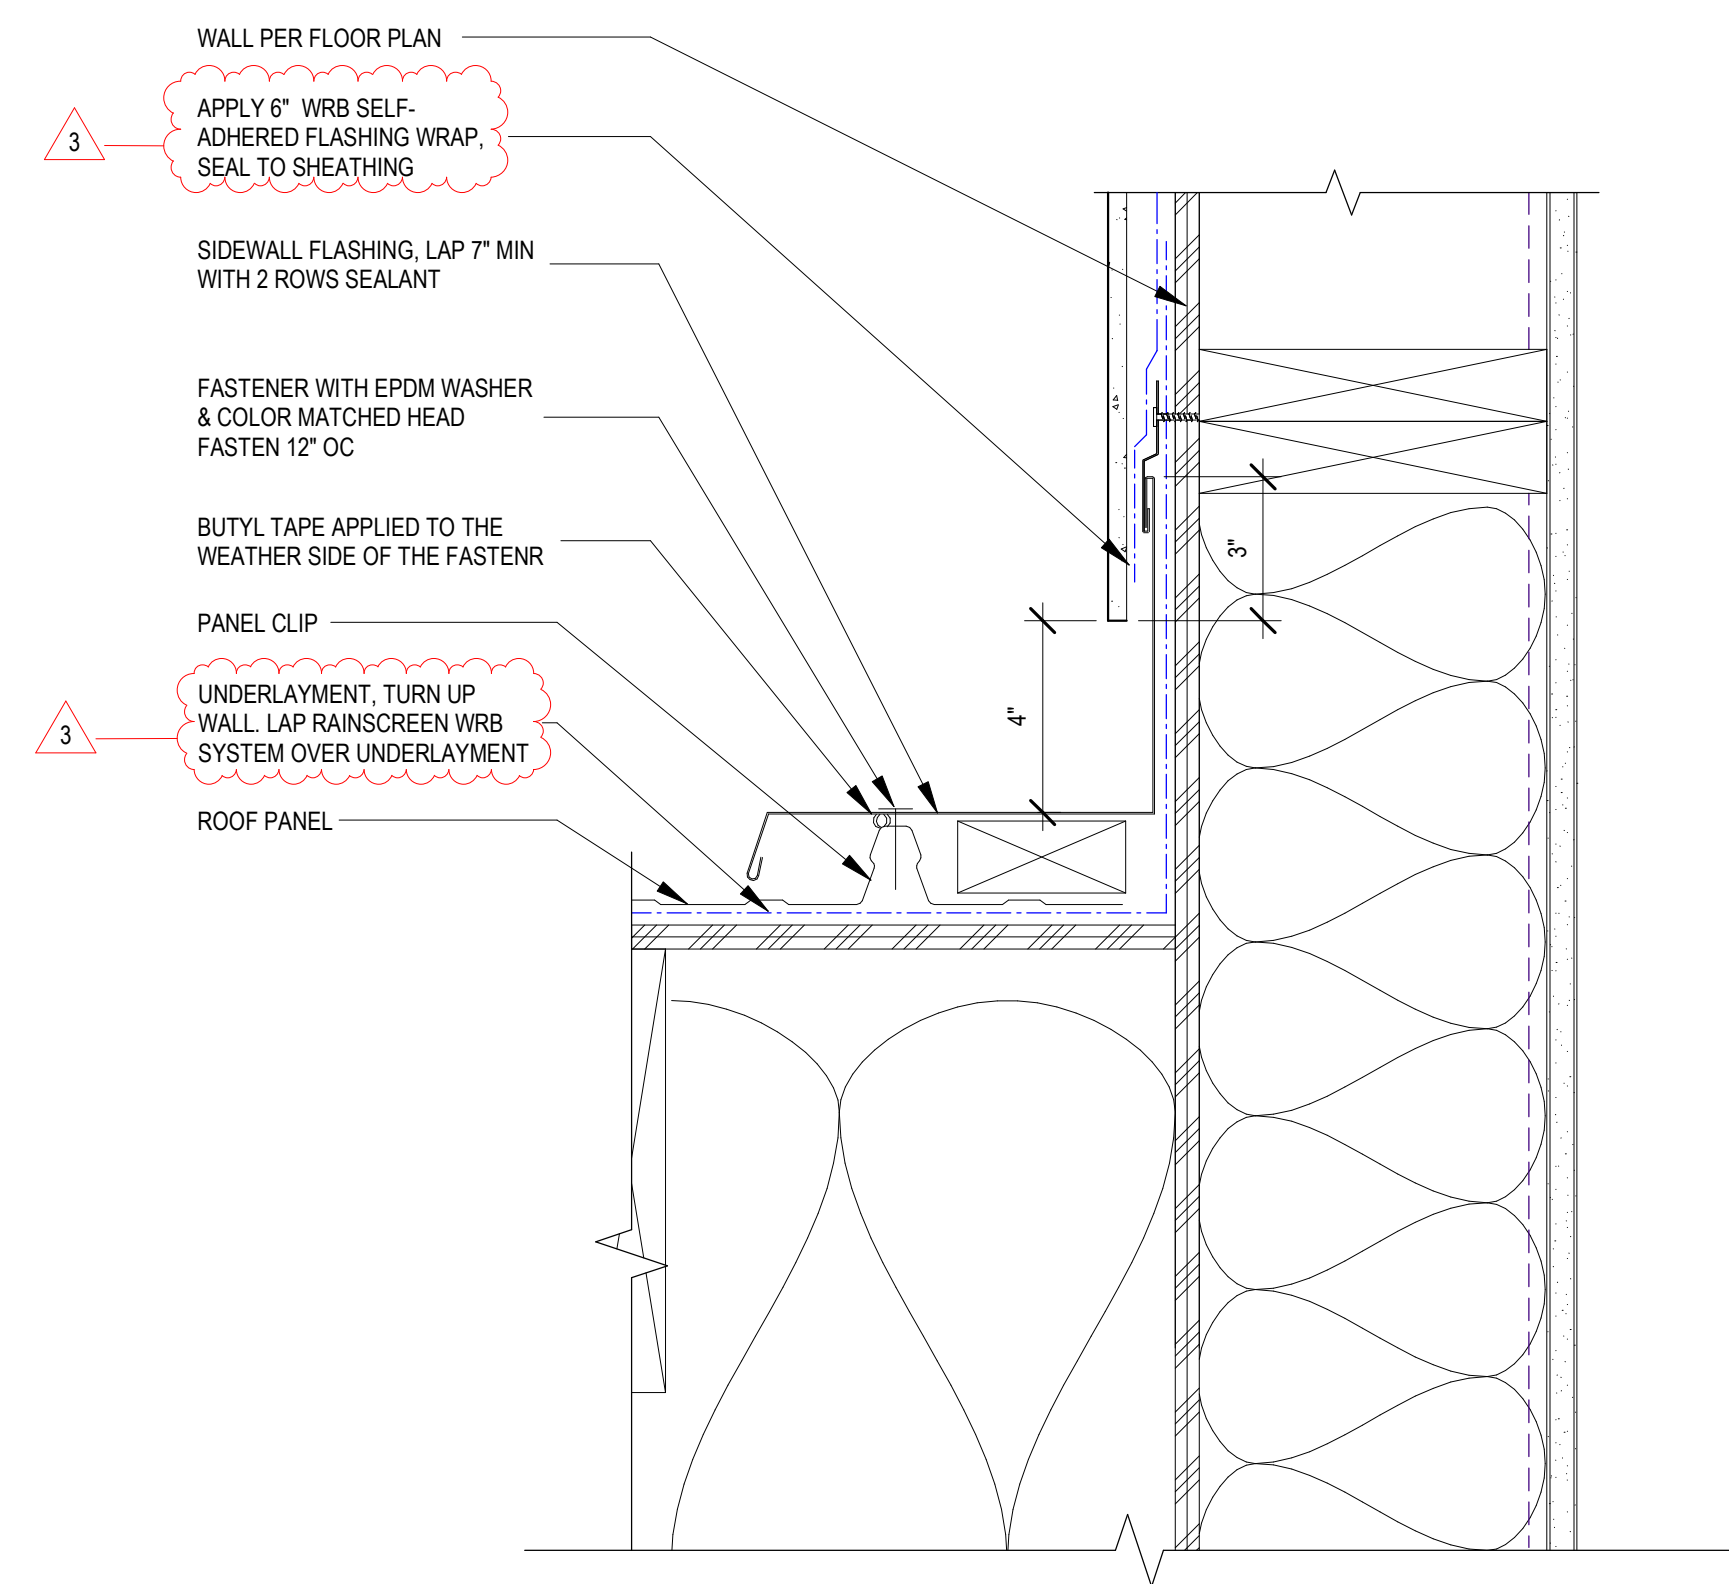 WALL PER FLOOR PLAN
3
APPLY 6" WRB SELF-
ADHERED FLASHING WRAP,
SEAL TO SHEATHING
SIDEWALL FLASHING, LAP 7" MIN
WITH 2 ROWS SEALANT
FASTENER WITH EPDM WASHER
& COLOR MATCHED HEAD
FASTEN 12" OC
BUTYL TAPE APPLIED TO THE
WEATHER SIDE OF THE FASTENR
PANEL CLIP
3
UNDERLAYMENT, TURN UP
WALL. LAP RAINSCREEN WRB
SYSTEM OVER UNDERLAYMENT
ROOF PANEL
3"
4"